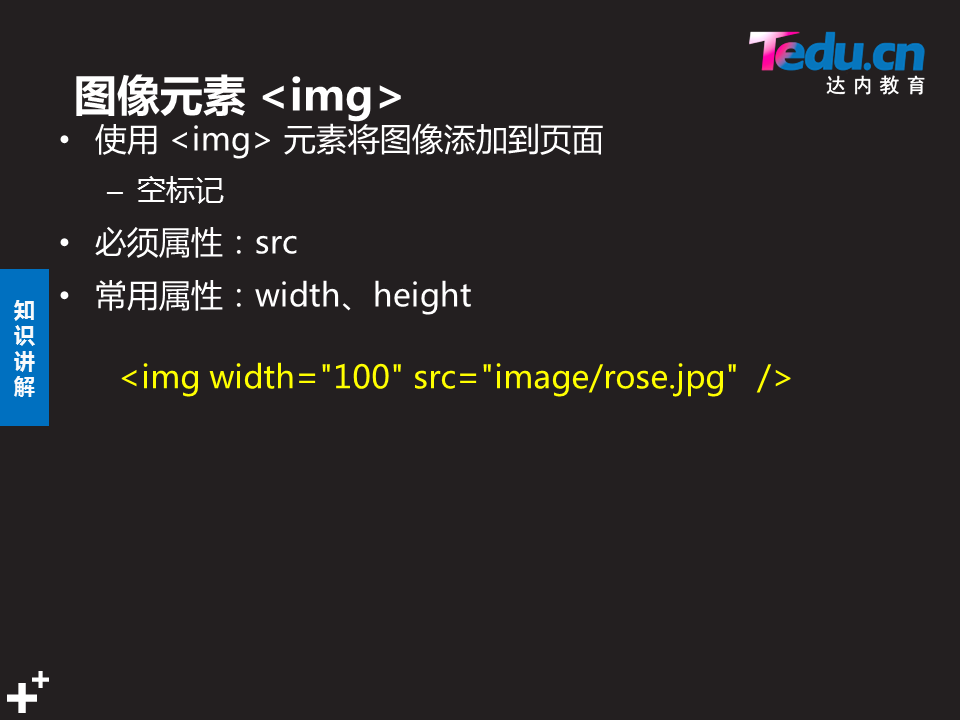 Tedu.cn
达内教育
图像元素 <img>
• 使用 <img> 元素将图像添加到页面
– 空标记
• 必须属性：src
• 常用属性：width、height
知识讲解
<img width="100" src="image/rose.jpg"  />